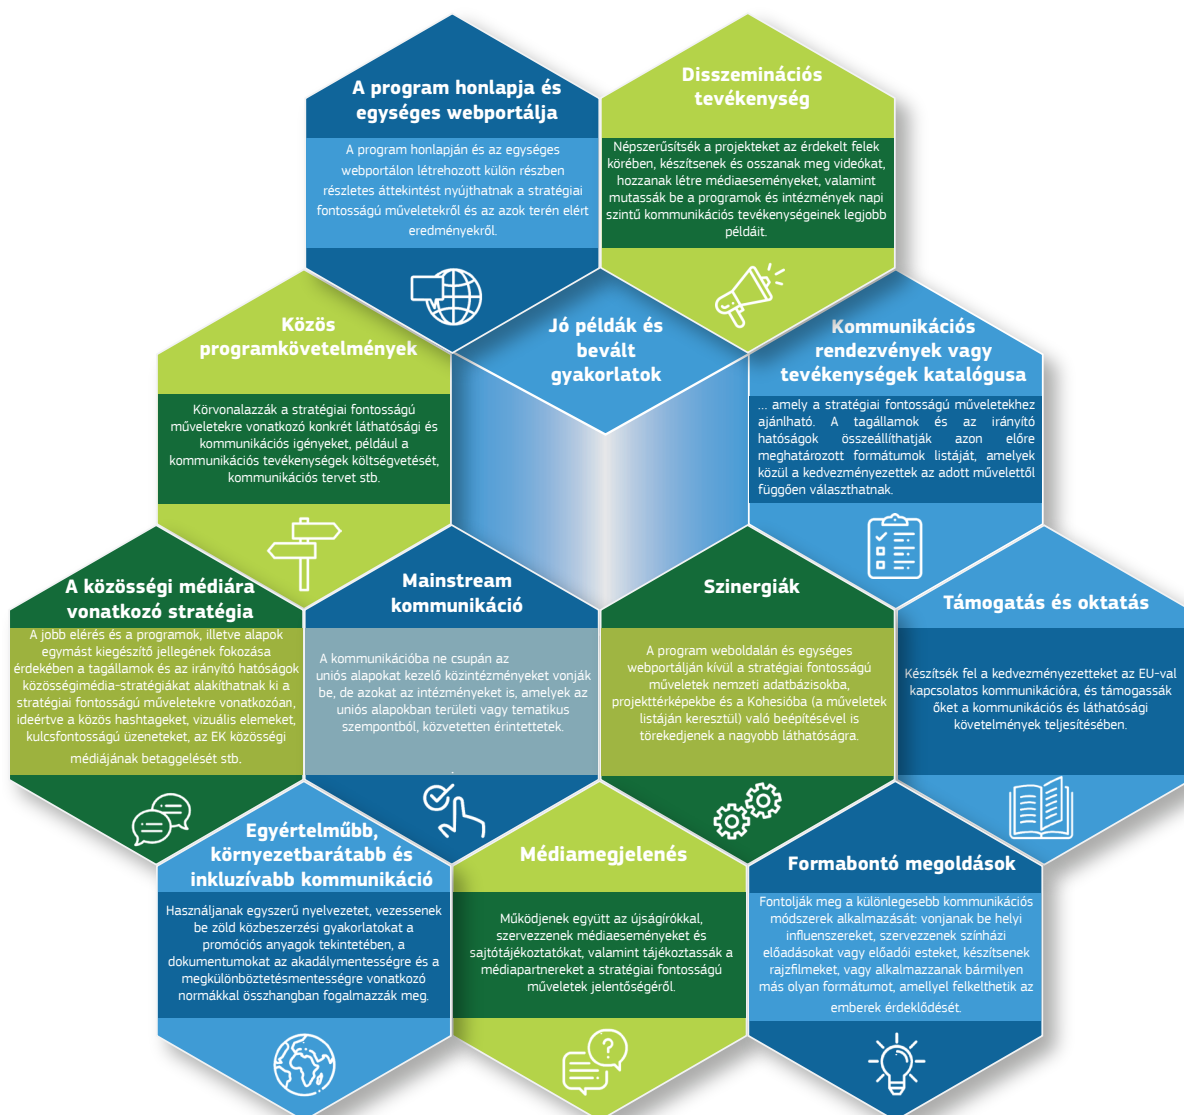 A program honlapja és
egységes webportálja
A program honlapján és az egységes
webportálon létrehozott külön részben
részletes áttekintést nyújthatnak a stratégiai
fontosságú műveletekről és az azok terén elért
eredményekről.
Disszeminációs
tevékenység
Népszerűsítsék a projekteket az érdekelt felek
körében, készítsenek és osszanak meg videókat,
hozzanak létre médiaeseményeket, valamint
mutassák be a programok és intézmények napi
szintű kommunikációs tevékenységeinek legjobb
példáit.
Közös
programkövetelmények
Körvonalazzák a stratégiai fontosságú
műveletekre vonatkozó konkrét láthatósági és
kommunikációs igényeket, például a
kommunikációs tevékenységek költségvetését,
kommunikációs tervet stb.
Jó példák és
bevált
gyakorlatok
Kommunikációs
rendezvények vagy
tevékenységek katalógusa
... amely a stratégiai fontosságú műveletekhez
ajánlható. A tagállamok és az irányító
hatóságok összeállíthatják azon előre
meghatározott formátumok listáját, amelyek
közül a kedvezményezettek az adott művelettől
függően választhatnak.
A közösségi médiára
vonatkozó stratégia
A jobb elérés és a programok, illetve alapok
egymást kiegészítő jellegének fokozása
érdekében a tagállamok és az irányító hatóságok
közösségimédia-stratégiákat alakíthatnak ki a
stratégiai fontosságú műveletekre vonatkozóan,
ideértve a közös hashtageket, vizuális elemeket,
kulcsfontosságú üzeneteket, az EK közösségi
médiájának betaggelését stb.
Mainstream
kommunikáció
A kommunikációba ne csupán az
uniós alapokat kezelő közintézményeket vonják
be, de azokat az intézményeket is, amelyek az
uniós alapokban területi vagy tematikus
szempontból, közvetetten érintettetek.
.
Szinergiák
A program weboldalán és egységes
webportálján kívül a stratégiai fontosságú
műveletek nemzeti adatbázisokba,
projekttérképekbe és a Kohesióba (a műveletek
listáján keresztül) való beépítésével is
törekedjenek a nagyobb láthatóságra.
Támogatás és oktatás
Készítsék fel a kedvezményezetteket az EU-val
kapcsolatos kommunikációra, és támogassák
őket a kommunikációs és láthatósági
követelmények teljesítésében.
Egyértelműbb,
környezetbarátabb és
inkluzívabb kommunikáció
Használjanak egyszerű nyelvezetet, vezessenek
be zöld közbeszerzési gyakorlatokat a
promóciós anyagok tekintetében, a
dokumentumokat az akadálymentességre és a
megkülönböztetésmentességre vonatkozó
normákkal összhangban fogalmazzák meg.
Médiamegjelenés
Működjenek együtt az újságírókkal,
szervezzenek médiaeseményeket és
sajtótájékoztatókat, valamint tájékoztassák a
médiapartnereket a stratégiai fontosságú
műveletek jelentőségéről.
Formabontó megoldások
Fontolják meg a különlegesebb kommunikációs
módszerek alkalmazását: vonjanak be helyi
influenszereket, szervezzenek színházi
előadásokat vagy előadói esteket, készítsenek
rajzfilmeket, vagy alkalmazzanak bármilyen
más olyan formátumot, amellyel felkelthetik az
emberek érdeklődését.
?